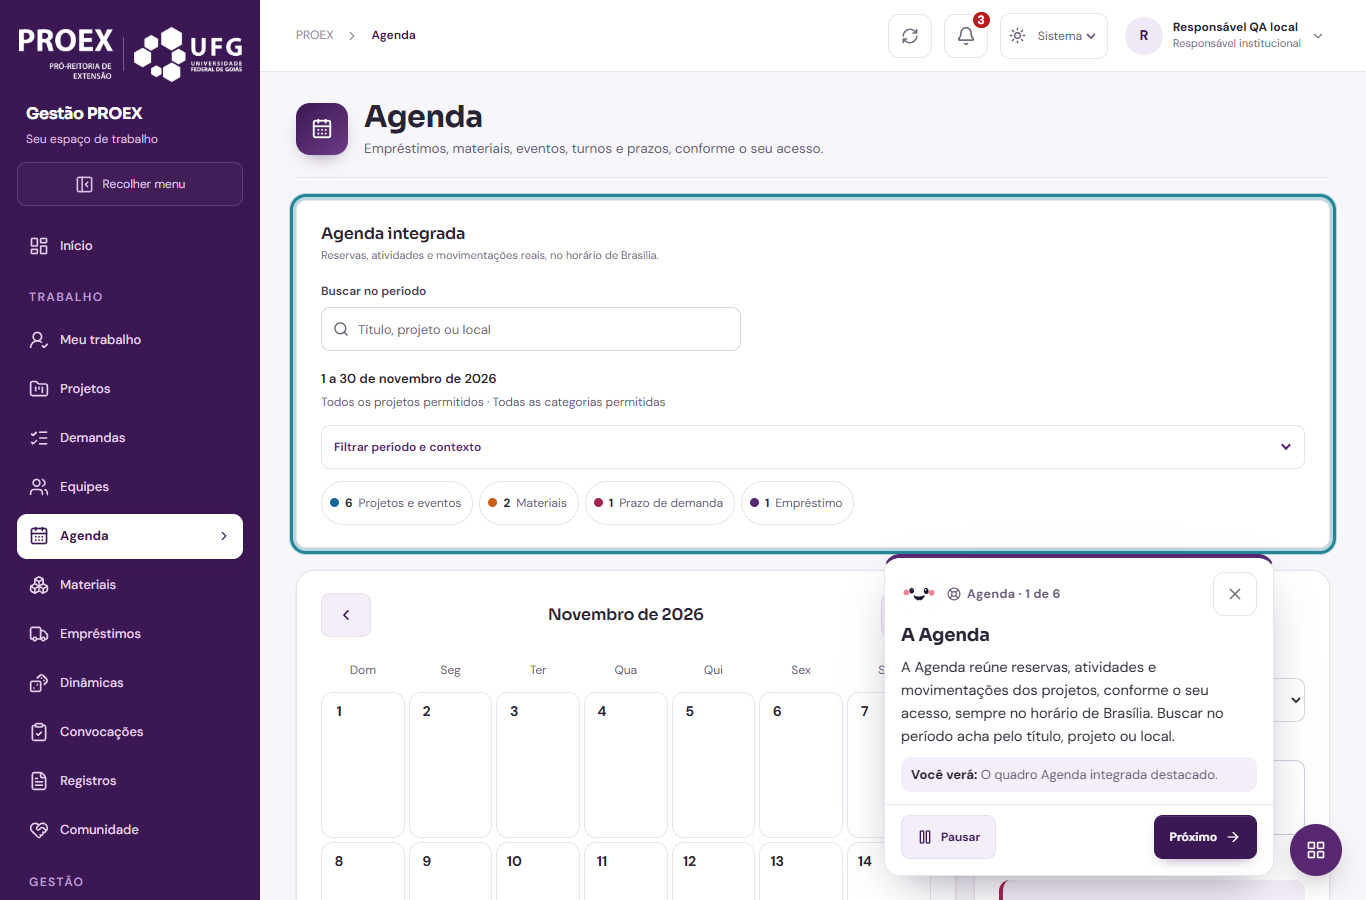 PROEX
PRÓ-REITORIA DE
EXTENSÃO
UFG
UNIVERSIDADE
FEDERAL DE GOIÁS
Gestão PROEX
Seu espaço de trabalho
Recolher menu
Início
TRABALHO
Meu trabalho
Projetos
Demandas
Equipes
Agenda
Materiais
Empréstimos
Dinâmicas
Convocações
Registros
Comunidade
GESTÃO
PROEX > Agenda
3
Sistema
R
Responsável QA local
Responsável institucional
Agenda
Empréstimos, materiais, eventos, turnos e prazos, conforme o seu acesso.
Agenda integrada
Reservas, atividades e movimentações reais, no horário de Brasília.
Buscar no período
Título, projeto ou local
1 a 30 de novembro de 2026
Todos os projetos permitidos · Todas as categorias permitidas
Filtrar período e contexto
6 Projetos e eventos
2 Materiais
1 Prazo de demanda
1 Empréstimo
Novembro de 2026
Dom Seg Ter Qua Qui Sex S
1 2 3 4 5 6 7
8 9 10 11 12 13 14
Agenda · 1 de 6
A Agenda
A Agenda reúne reservas, atividades e
movimentações dos projetos, conforme o seu
acesso, sempre no horário de Brasília. Buscar no
período acha pelo título, projeto ou local.
Você verá: O quadro Agenda integrada destacado.
Pausar
Próximo